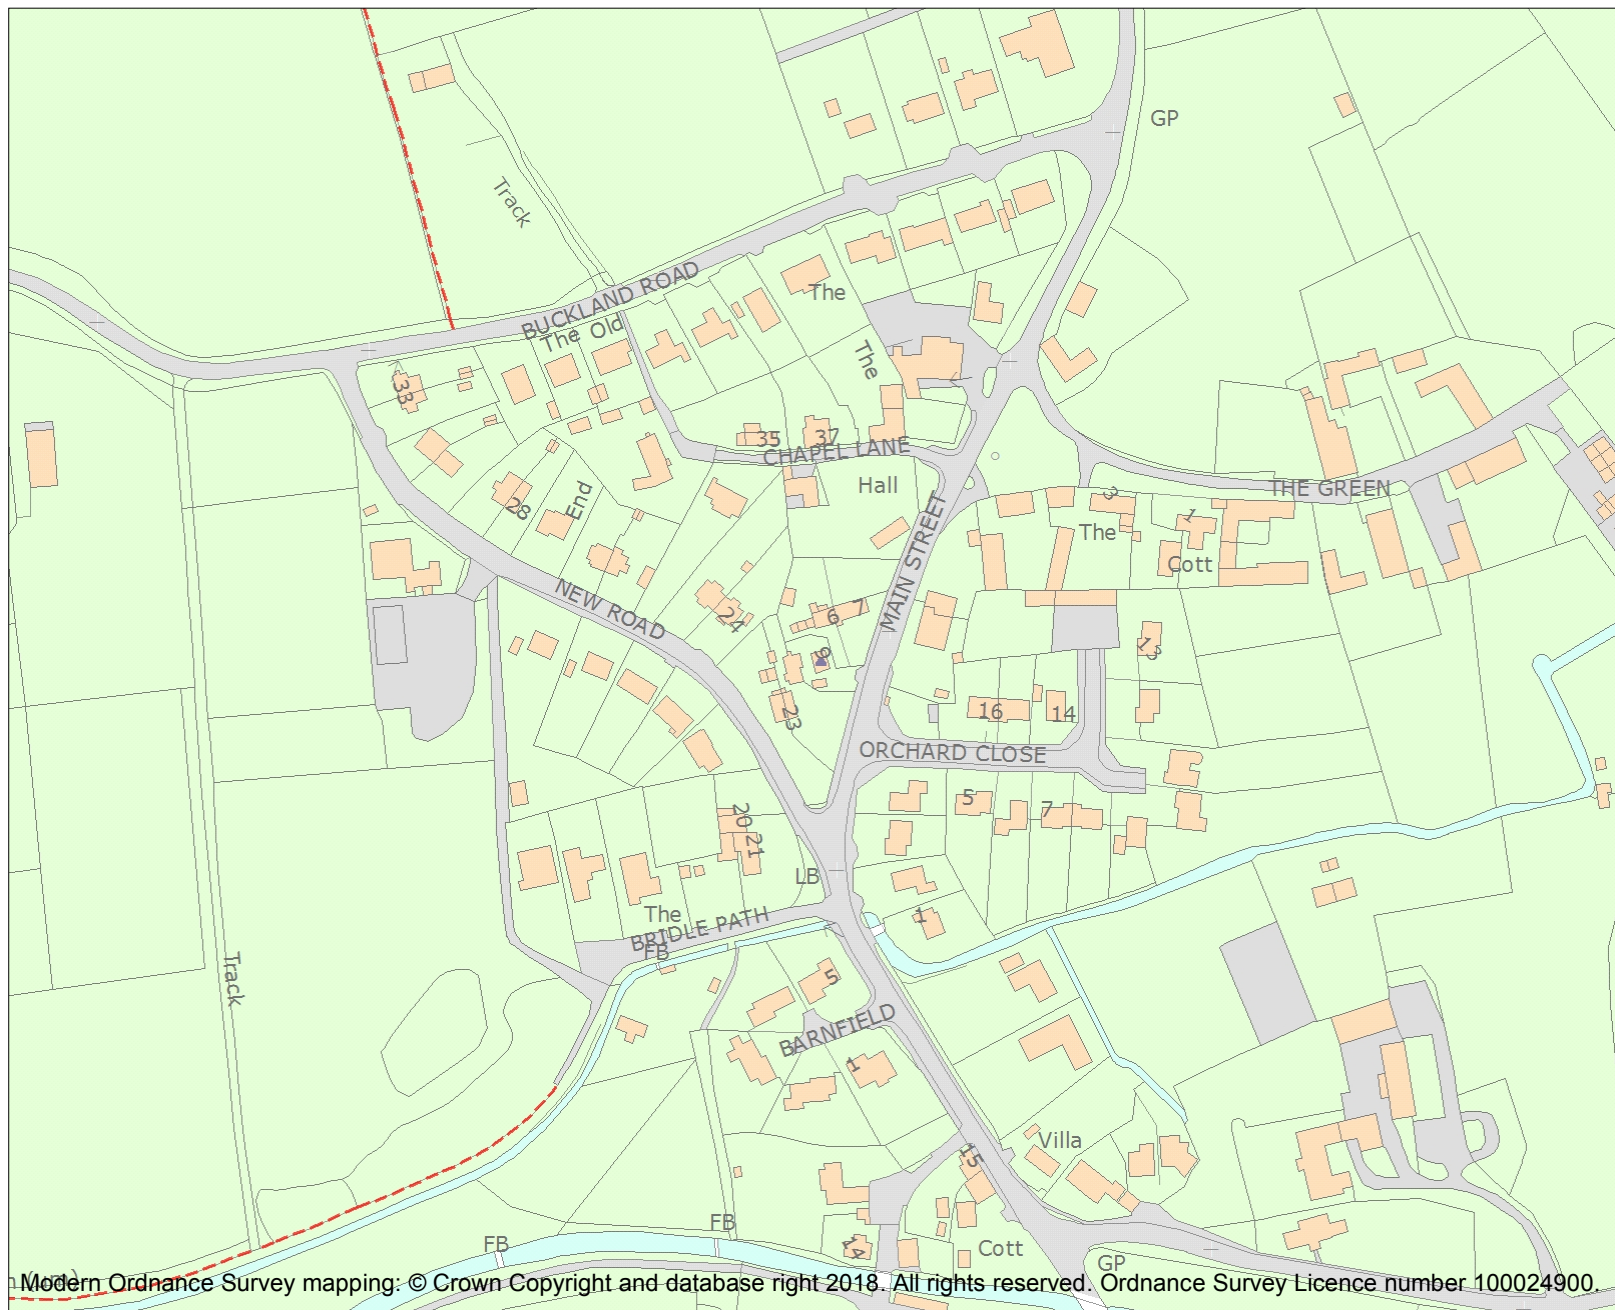 GP
Track
BUCKLAND ROAD
The Old
The
The
33
35
37
CHAPEL LANE
Hall
THE GREEN
3
1
The
Cott
28
End
MAIN STREET
NEW ROAD
24
6
7
9
13
23
16
14
ORCHARD CLOSE
5
7
20
21
LB
The
BRIDLE PATH
FB
1
Track
5
BARNFIELD
1
Villa
15
FB
FB
14
Cott
GP
Modern Ordnance Survey mapping: © Crown Copyright and database right 2018. All rights reserved. Ordnance Survey Licence number 100024900.